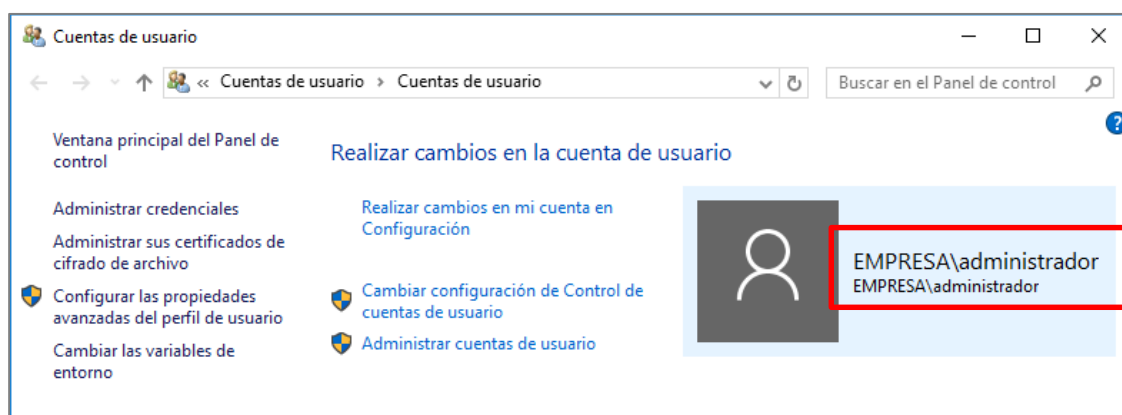 Cuentas de usuario
« Cuentas de usuario > Cuentas de usuario
Buscar en el Panel de control
?
Ventana principal del Panel de
control
Administrar credenciales
Administrar sus certificados de
cifrado de archivo
Configurar las propiedades
avanzadas del perfil de usuario
Cambiar las variables de
entorno
Realizar cambios en la cuenta de usuario
Realizar cambios en mi cuenta en
Configuración
Cambiar configuración de Control de
cuentas de usuario
Administrar cuentas de usuario
EMPRESA\administrador
EMPRESA\administrador